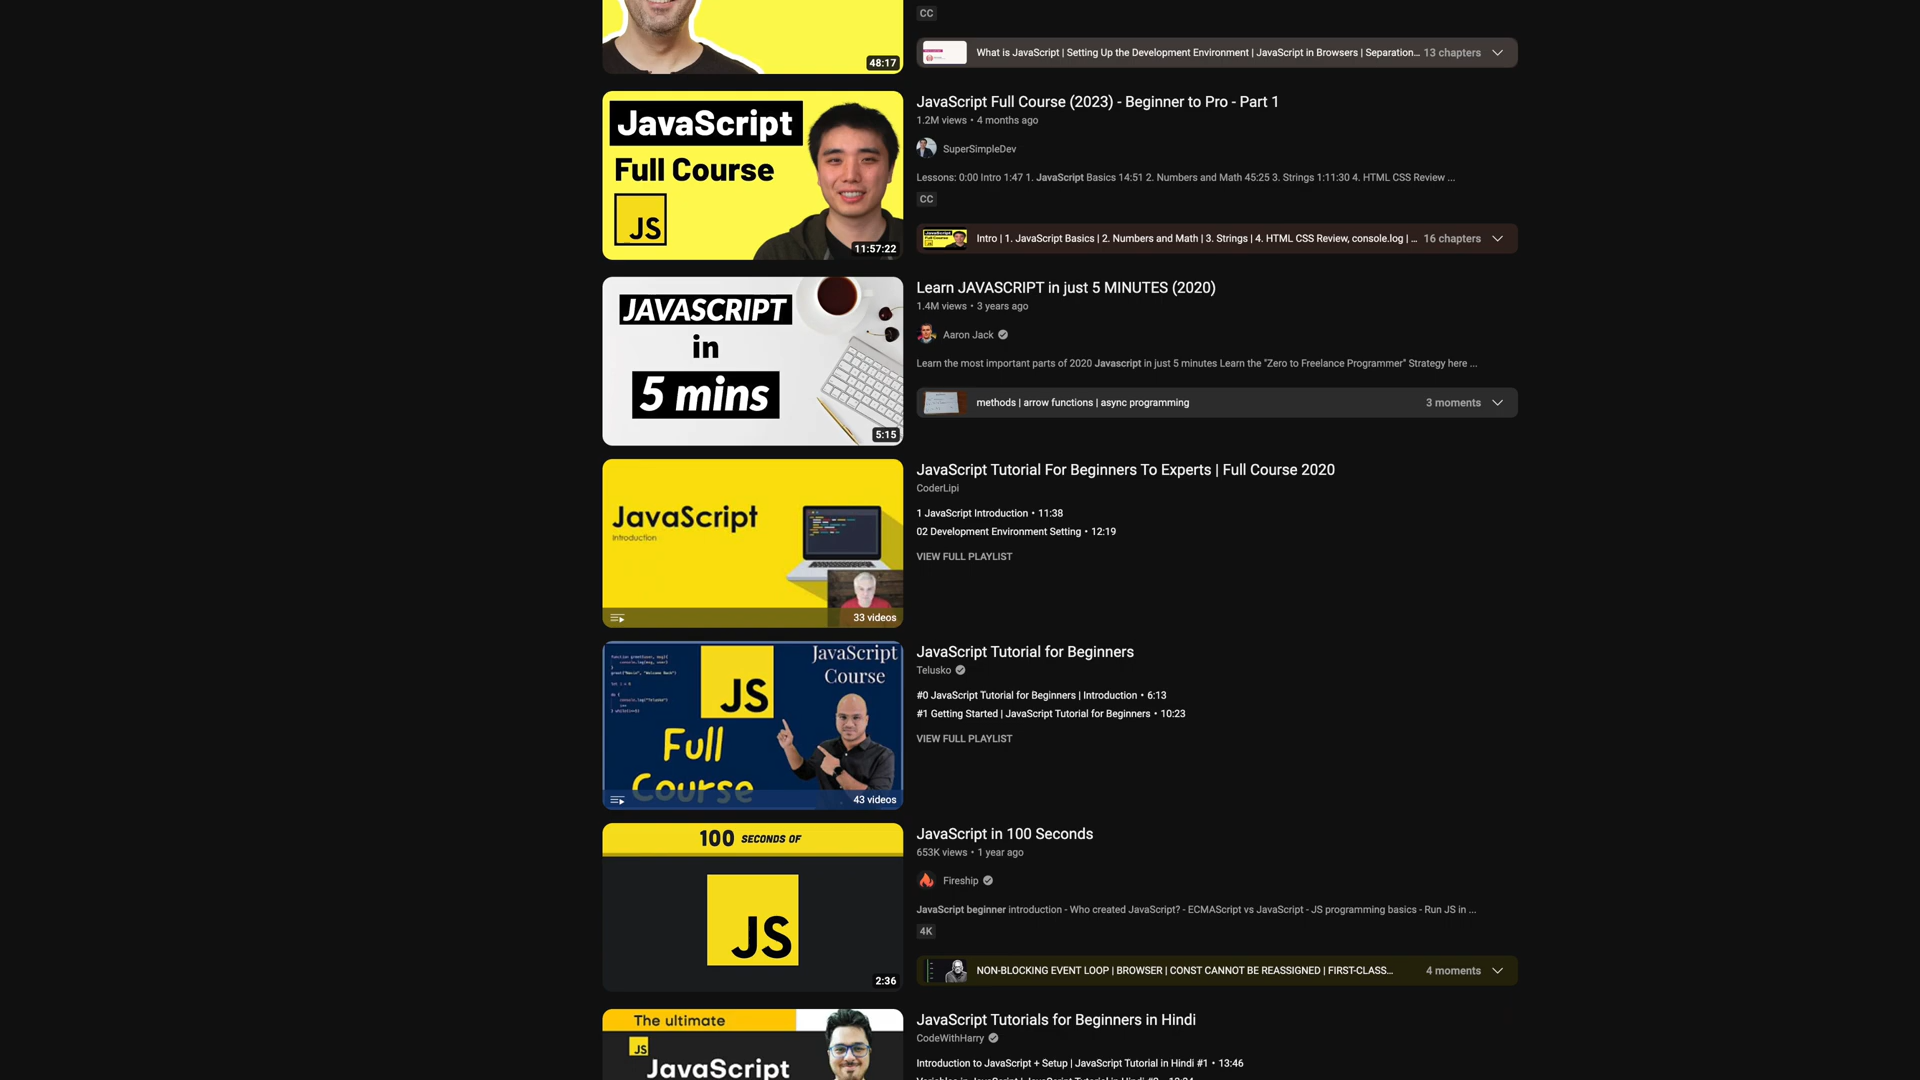 CC
48:17
What is JavaScript | Setting Up the Development Environment | JavaScript in Browsers | Separation... 13 chapters
JavaScript
Full Course
JS
11:57:22
JavaScript Full Course (2023) - Beginner to Pro - Part 1
1.2M views • 4 months ago
SuperSimpleDev
Lessons: 0:00 Intro 1:47 1. JavaScript Basics 14:51 2. Numbers and Math 45:25 3. Strings 1:11:30 4. HTML CSS Review ...
CC
Intro | 1. JavaScript Basics | 2. Numbers and Math | 3. Strings | 4. HTML CSS Review, console.log | ... 16 chapters
JAVASCRIPT
in
5 mins
5:15
Learn JAVASCRIPT in just 5 MINUTES (2020)
1.4M views • 3 years ago
Aaron Jack
Learn the most important parts of 2020 Javascript in just 5 minutes Learn the "Zero to Freelance Programmer" Strategy here ...
methods | arrow functions | async programming 3 moments
JavaScript
Introduction
33 videos
JavaScript Tutorial For Beginners To Experts | Full Course 2020
CoderLipi
1 JavaScript Introduction • 11:38
02 Development Environment Setting • 12:19
VIEW FULL PLAYLIST
JS
JavaScript
Course
Full
Course
43 videos
JavaScript Tutorial for Beginners
Telusko
#0 JavaScript Tutorial for Beginners | Introduction • 6:13
#1 Getting Started | JavaScript Tutorial for Beginners • 10:23
VIEW FULL PLAYLIST
100 SECONDS OF
JS
2:36
JavaScript in 100 Seconds
653K views • 1 year ago
Fireship
JavaScript beginner introduction - Who created JavaScript? - ECMAScript vs JavaScript - JS programming basics - Run JS in ...
4K
NON-BLOCKING EVENT LOOP | BROWSER | CONST CANNOT BE REASSIGNED | FIRST-CLASS... 4 moments
The ultimate
JS
JavaScript
JavaScript Tutorials for Beginners in Hindi
CodeWithHarry
Introduction to JavaScript + Setup | JavaScript Tutorial in Hindi #1 • 13:46